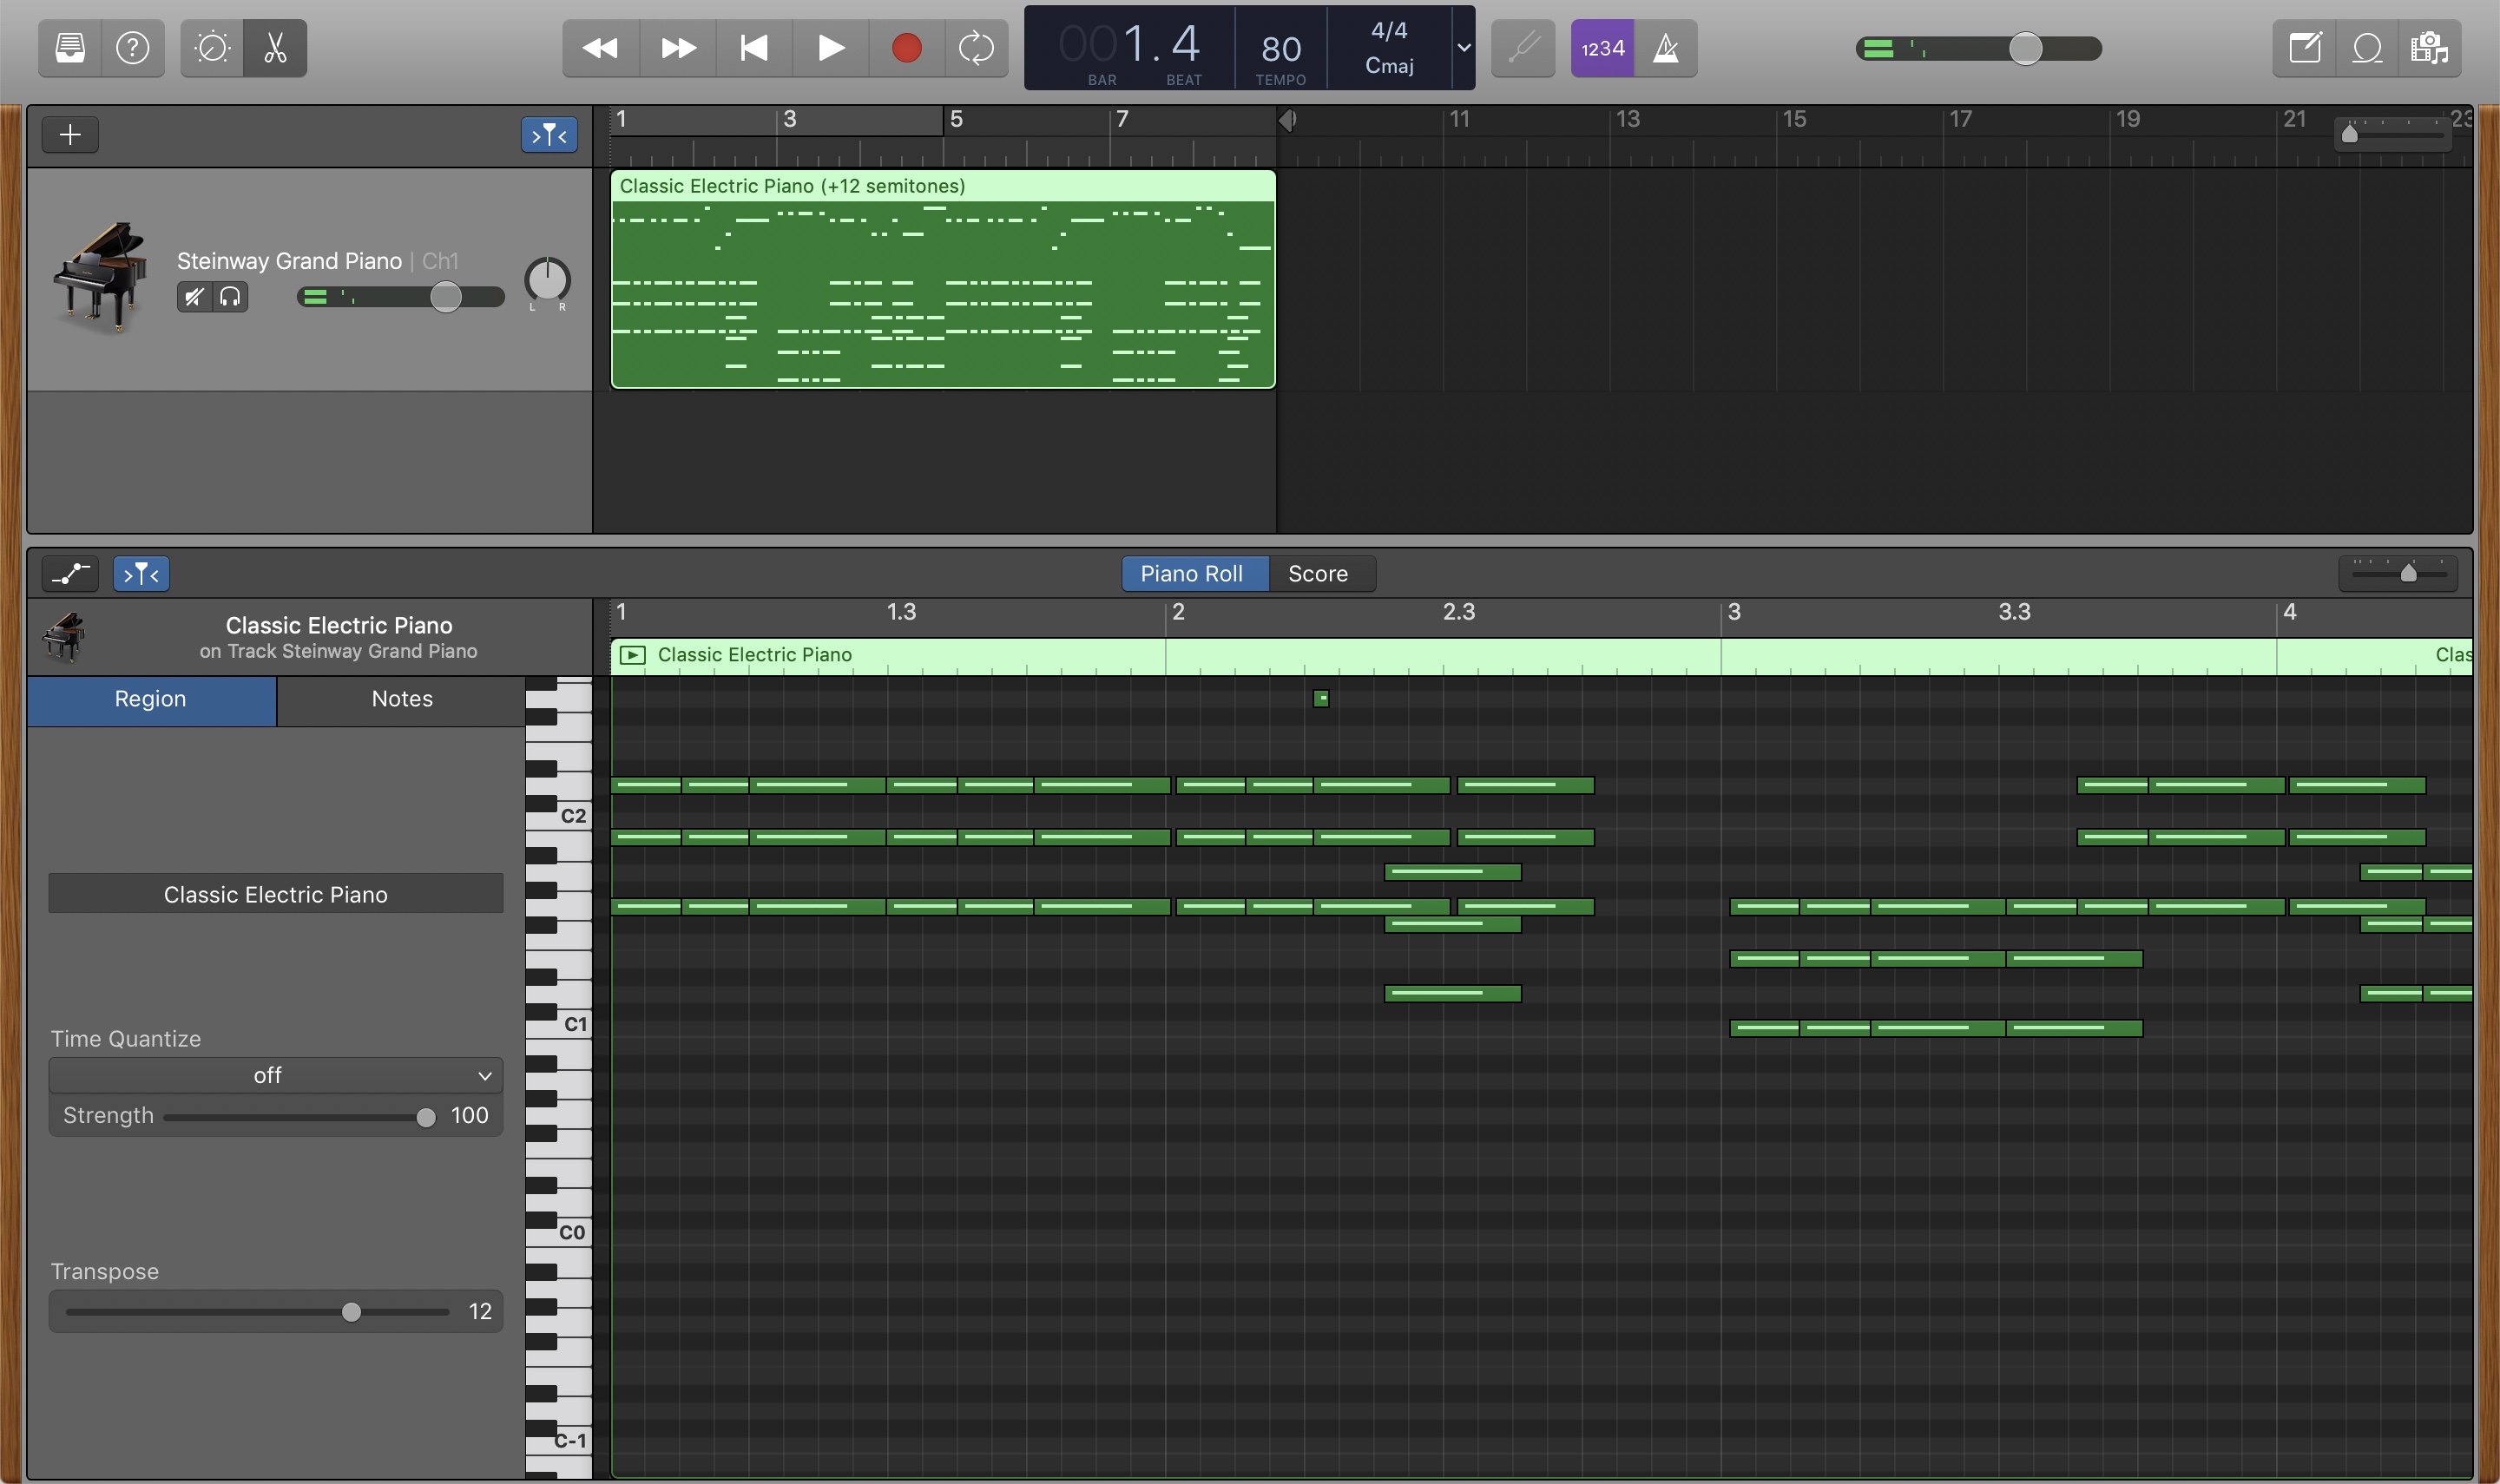 001.4
80
4/4
Cmaj
BAR
BEAT
TEMPO
1234
1
3
5
7
11
13
15
17
19
21
23
Classic Electric Piano (+12 semitones)
Steinway Grand Piano | Ch1
L
R
Piano Roll
Score
Classic Electric Piano
on Track Steinway Grand Piano
1
1.3
2
2.3
3
3.3
4
Classic Electric Piano
Clas
Region
Notes
C2
Classic Electric Piano
C1
Time Quantize
off
Strength
100
C0
Transpose
12
C-1